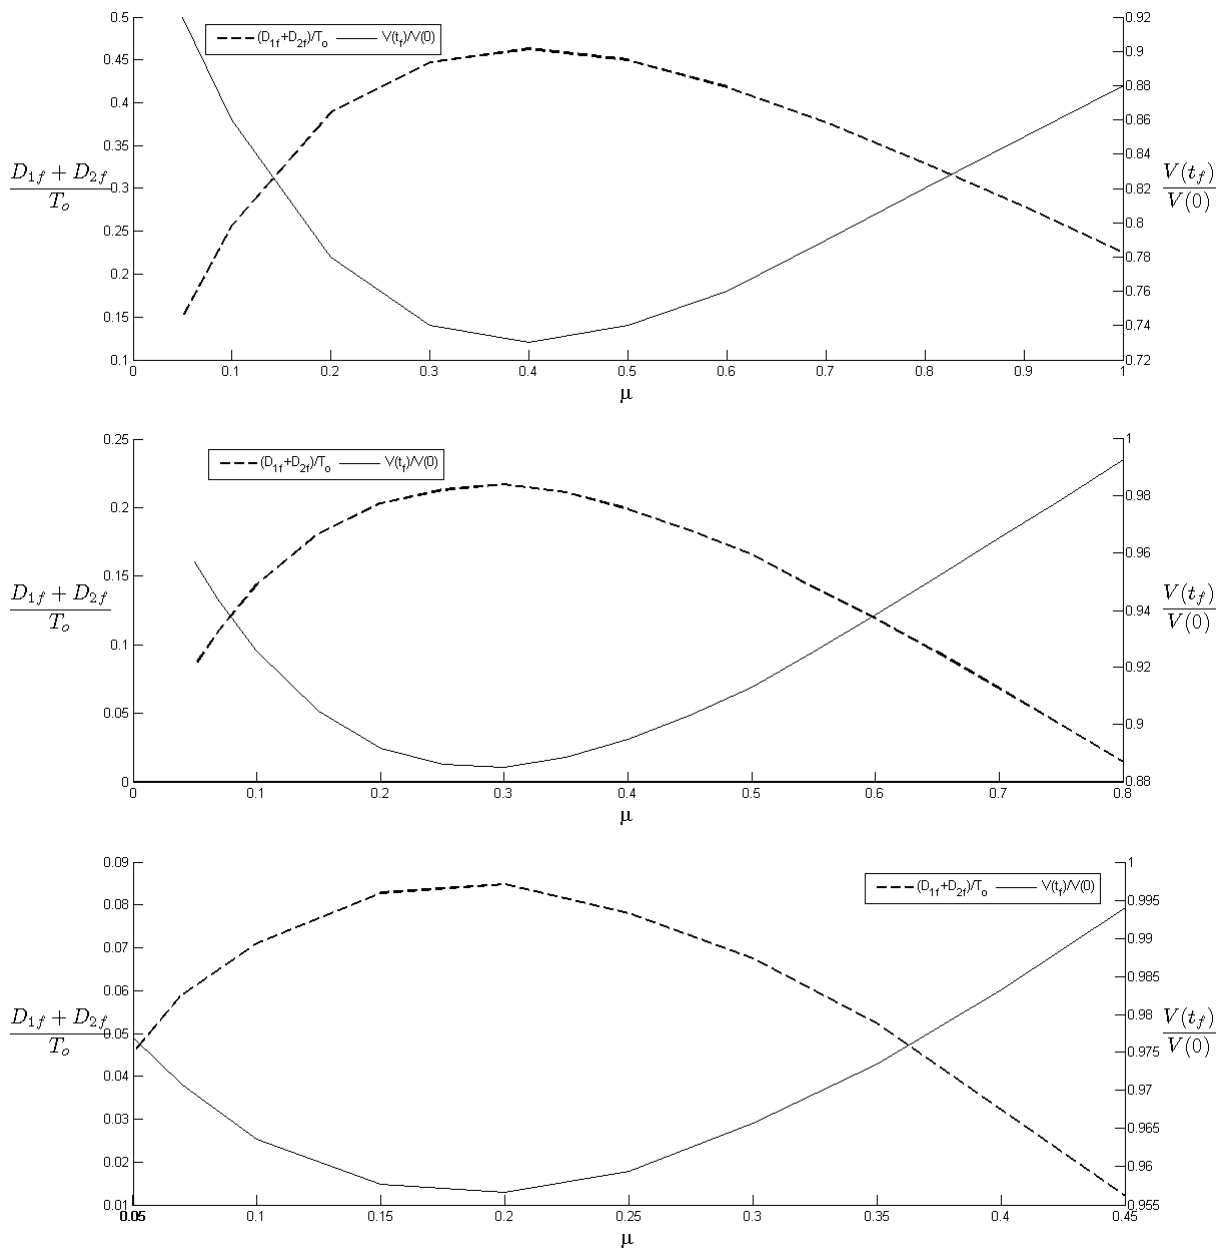 0.5 0.92
(D1f+D2f)/To V(tf)/V(0)
0.45 0.9
0.4 0.88
0.35 0.86
0.84
D1f + D2f / To 0.3 0.82 V(tf) / V(0)
0.25 0.8
0.2 0.78
0.15 0.76
0.74
0.1 0.72
0 0.1 0.2 0.3 0.4 0.5 0.6 0.7 0.8 0.9 1
μ
0.25 1
(D1f+D2f)/To V(tf)/V(0)
0.2 0.98
0.15 0.96
D1f + D2f / To 0.94 V(tf) / V(0)
0.1 0.92
0.05 0.9
0 0.88
0 0.1 0.2 0.3 0.4 0.5 0.6 0.7 0.8
μ
0.09 1
(D1f+D2f)/To V(tf)/V(0)
0.08 0.995
0.07 0.99
0.06 0.985
D1f + D2f / To 0.05 0.98 V(tf) / V(0)
0.04 0.975
0.03 0.97
0.02 0.965
0.96
0.01 0.955
0.05 0.1 0.15 0.2 0.25 0.3 0.35 0.4 0.45
μ